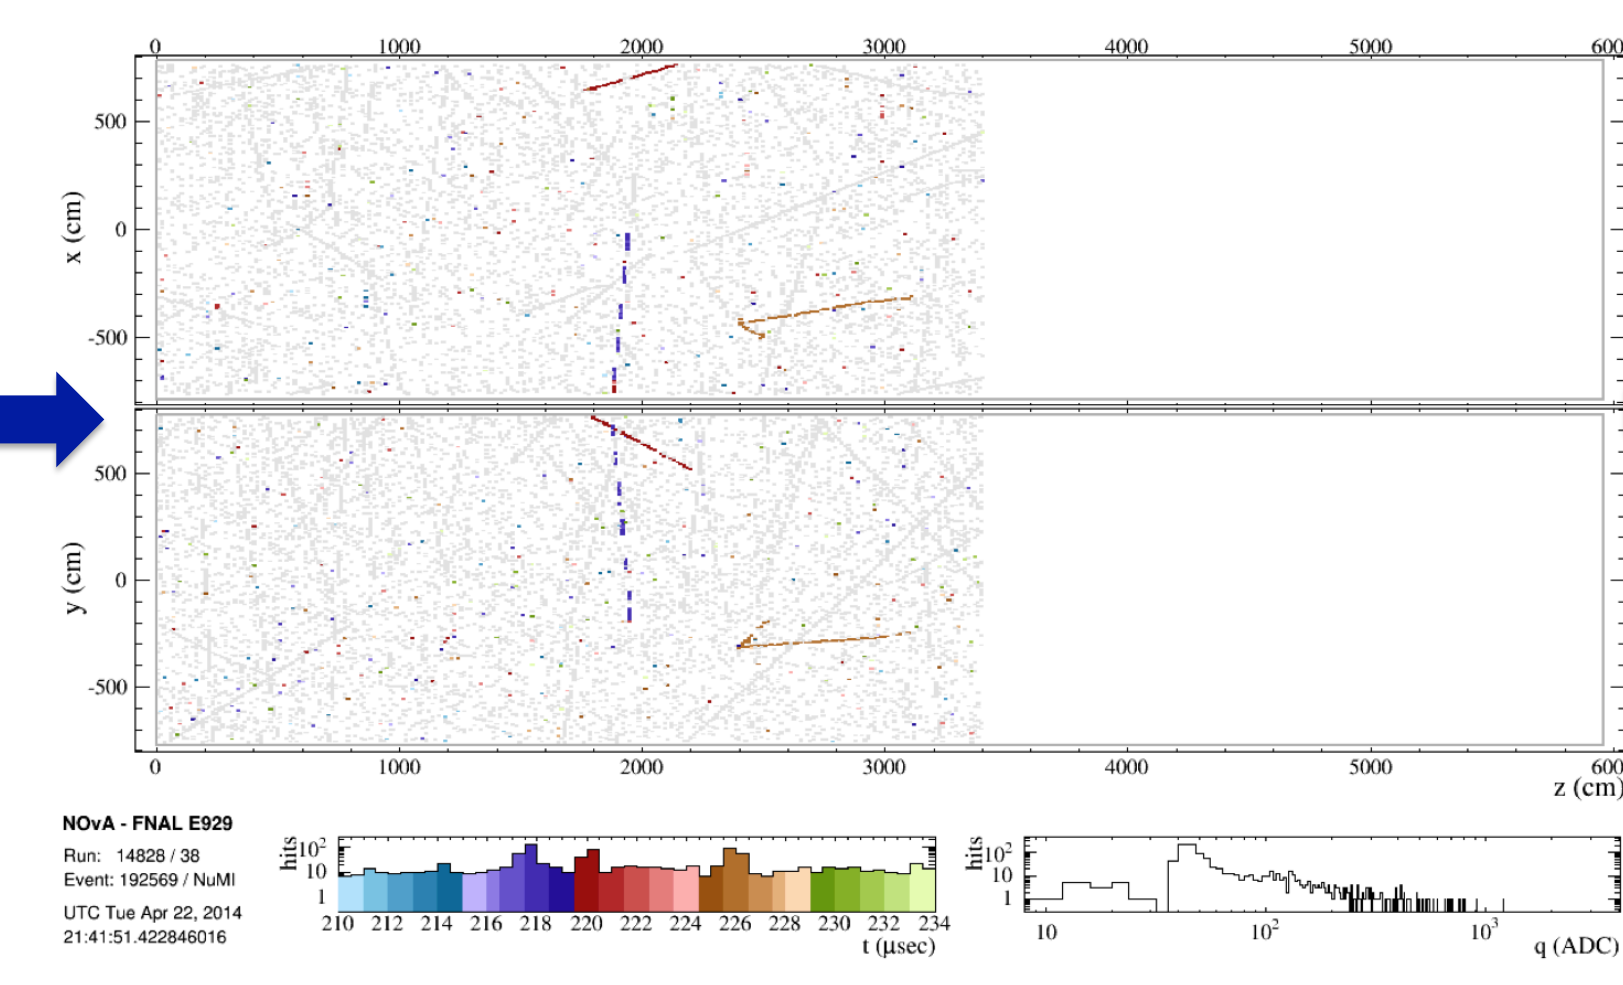 0 1000 2000 3000 4000 5000 600
x (cm)
500
0
-500
y (cm)
500
0
-500
0 1000 2000 3000 4000 5000 600
z (cm)
NOvA - FNAL E929
Run: 14828 / 38
Event: 192569 / NuMI
UTC Tue Apr 22, 2014
21:41:51.422846016
hits
10²
10
1
210 212 214 216 218 220 222 224 226 228 230 232 234
t (μsec)
hits
10²
10
1
10 10² 10³
q (ADC)